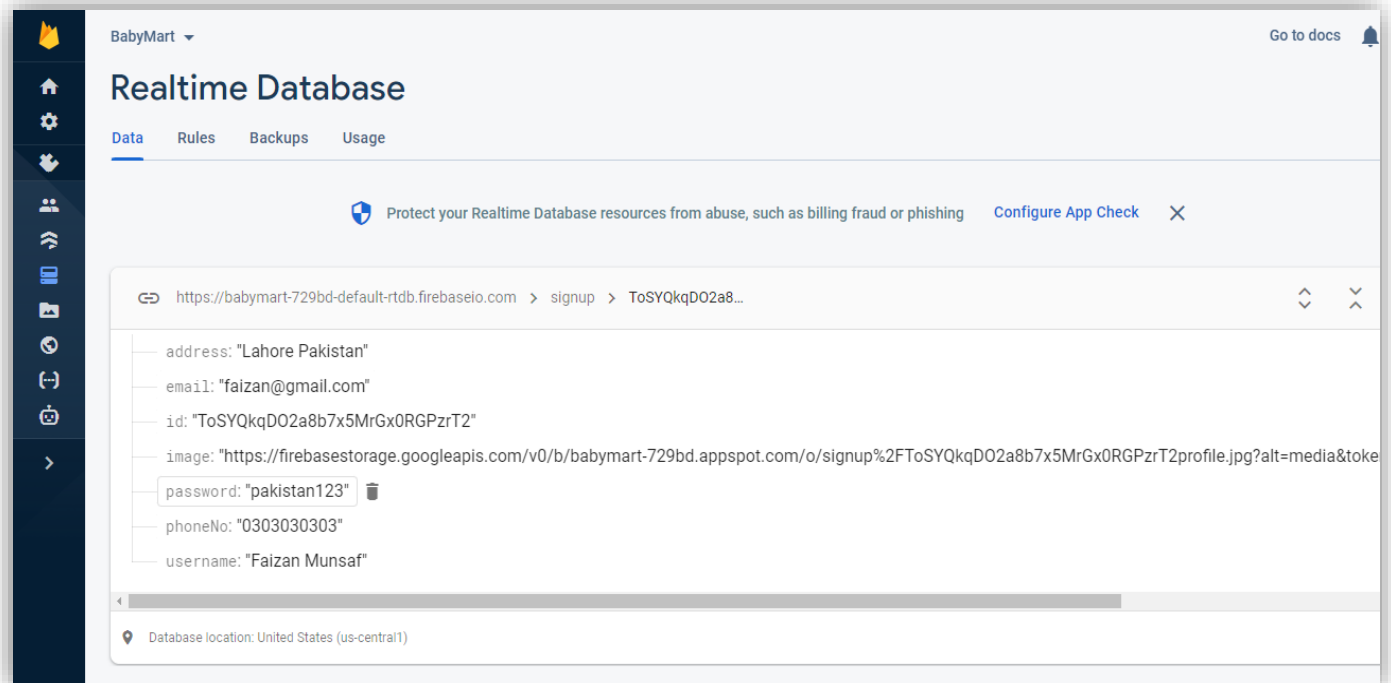 BabyMart
Go to docs
Realtime Database
Data Rules Backups Usage
Protect your Realtime Database resources from abuse, such as billing fraud or phishing Configure App Check
https://babymart-729bd-default-rtdb.firebaseio.com > signup > ToSYQkqDO2a8...
address: "Lahore Pakistan"
email: "faizan@gmail.com"
id: "ToSYQkqDO2a8b7x5MrGx0RGPzrT2"
image: "https://firebasestorage.googleapis.com/v0/b/babymart-729bd.appspot.com/o/signup%2FToSYQkqDO2a8b7x5MrGx0RGPzrT2profile.jpg?alt=media&toke
password: "pakistan123"
phoneNo: "0303030303"
username: "Faizan Munsaf"
Database location: United States (us-central1)